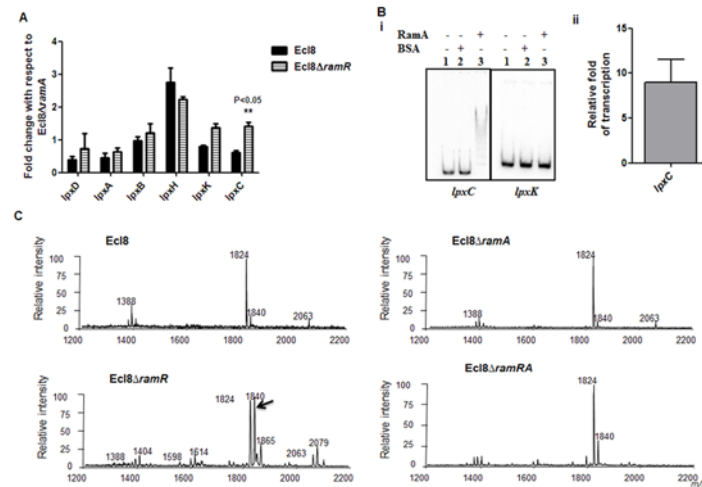 A
Fold change with respect to
Ecl8ΔramA
4
3
2
1
0
Ecl8
Ecl8ΔramR
P<0.05
**
lpxD
lpxA
lpxB
lpxH
lpxK
lpxC
B
i
RamA - - + - - +
BSA - + - - + -
1 2 3 1 2 3
lpxC
lpxK
ii
Relative fold
of transcription
15
10
5
0
lpxC
C
Ecl8
Relative intensity
100
75
50
25
0
1388
1824
1840
2063
1200 1400 1600 1800 2000 2200
Ecl8ΔramA
Relative intensity
100
75
50
25
0
1388
1824
1840
2063
1200 1400 1600 1800 2000 2200
Ecl8ΔramR
Relative intensity
100
75
50
25
0
1388
1404
1598
1614
1824
1840
1865
2063
2079
1200 1400 1600 1800 2000 2200
Ecl8ΔramRA
Relative intensity
100
75
50
25
0
1824
1840
1200 1400 1600 1800 2000 2200